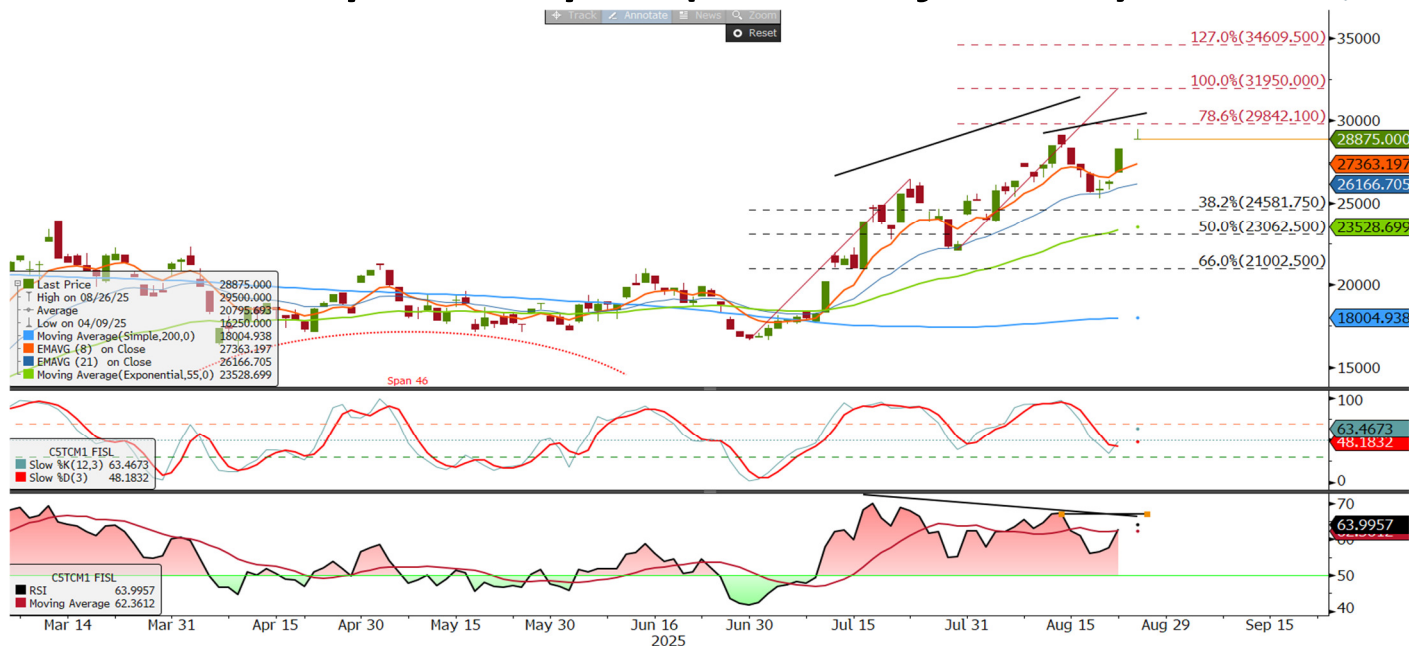 Track Annotate News Zoom
Reset
127.0%(34609.500)
100.0%(31950.000)
78.6%(29842.100)
38.2%(24581.750)
50.0%(23062.500)
66.0%(21002.500)
35000
30000
28875.000
27363.197
26166.705
25000
23528.699
20000
18004.938
15000
Last Price 28875.000
High on 08/26/25 29500.000
Average 20795.693
Low on 04/09/25 16250.000
Moving Average(Simple,200,0) 18004.938
EMAVG (8) on Close 27363.197
EMAVG (21) on Close 26166.705
Moving Average(Exponential,55,0) 23528.699
Span 46
100
63.4673
48.1832
0
C5TCM1 FISL
Slow %K(12,3) 63.4673
Slow %D(3) 48.1832
70
63.9957
50
40
C5TCM1 FISL
RSI 63.9957
Moving Average 62.3612
Mar 14 Mar 31 Apr 15 Apr 30 May 15 May 30 Jun 16 Jun 30 Jul 15 Jul 31 Aug 15 Aug 29 Sep 15
2025